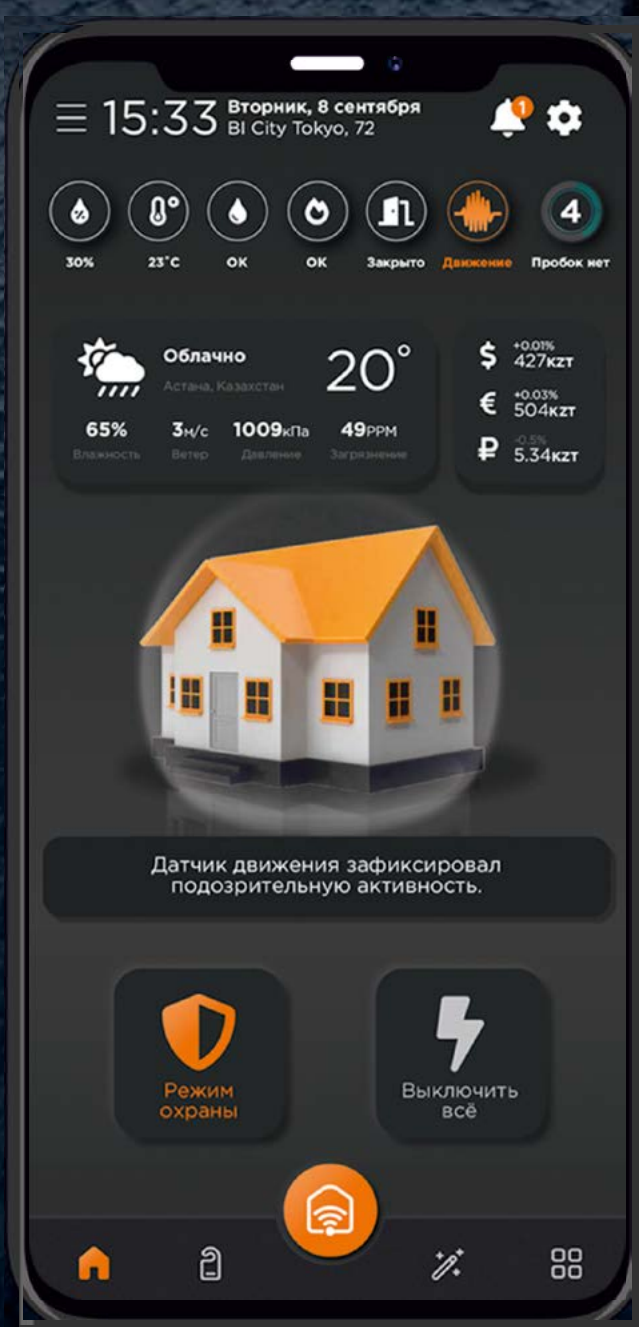 15:33
Вторник, 8 сентября
BI City Tokyo, 72
1
4
30%
23°C
ОК
ОК
Закрыто
Движение
Пробок нет
Облачно
Астана, Казахстан
20°
65%
3м/с
1009кПа
49PPM
Влажность
Ветер
Давление
Загрязнение
$
+0.01%
427KZT
€
+0.03%
504KZT
₽
-0.5%
5.34KZT
Датчик движения зафиксировал
подозрительную активность.
Режим
охраны
Выключить
всё